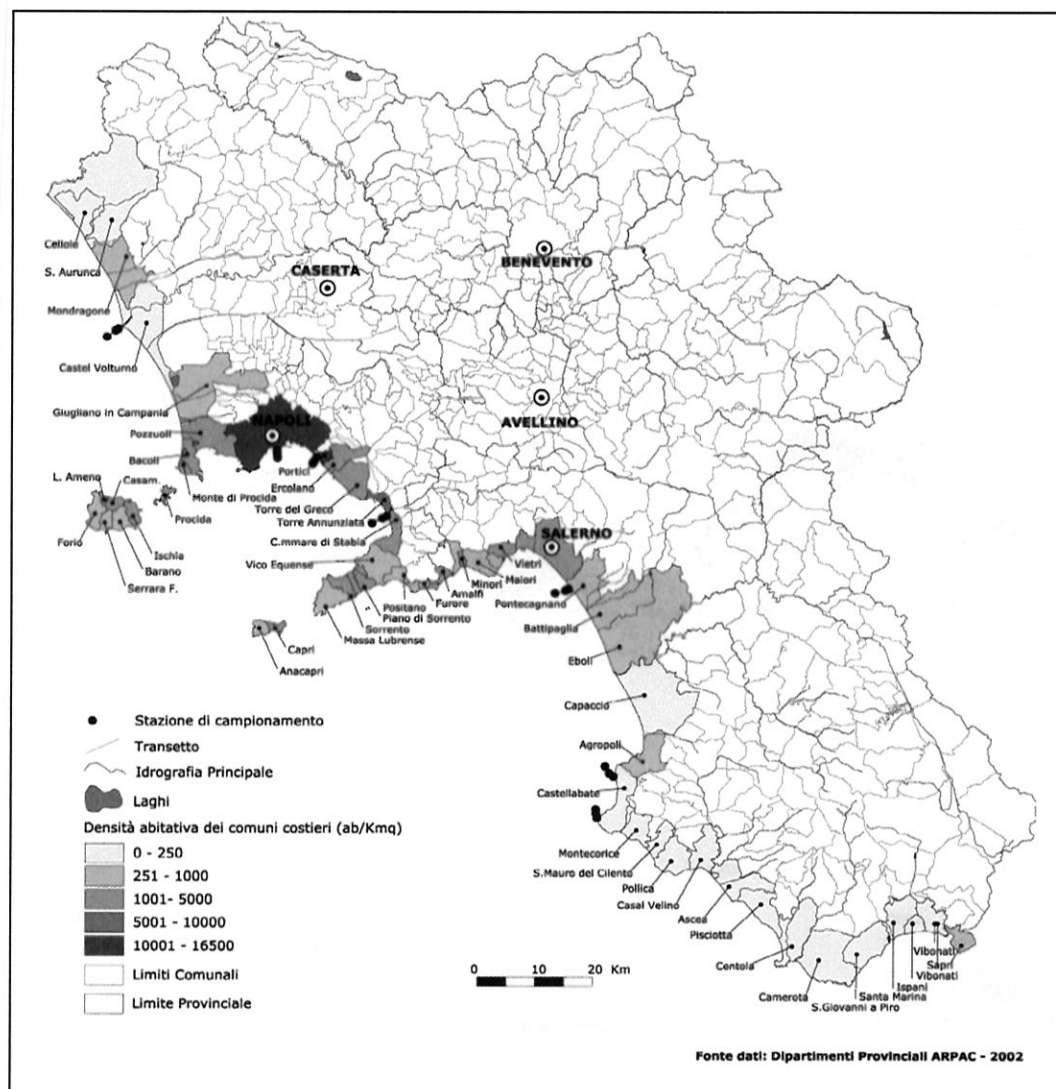 Cellole
S. Aurunca
Mondragone
CASERTA
BENEVENTO
Castel Volturno
Giugliano in Campania
AVELLINO
NAPOLI
Pozzuoli
Bacoli
Portici
Ercolano
L. Ameno
Casam.
Monte di Procida
Torre del Greco
Procida
Torre Annunziata
SALERNO
Forio
C.mmare di Stabia
Ischia
Vietri
Vico Equense
Maiori
Barano
Minori
Serrara F.
Amalfi
Furore
Pontecagnano
Positano
Piano di Sorrento
Battipaglia
Sorrento
Massa Lubrense
Capri
Anacapri
Eboli
Capaccio
Agropoli
Castellabate
Montecorice
S.Mauro del Cilento
Pollica
Casal Velino
Ascea
Pisciotta
Centola
Camerota
S.Giovanni a Piro
Santa Marina
Ispani
Vibonati
Sapri
Vibonati
Stazione di campionamento
Transetto
Idrografia Principale
Laghi
Densità abitativa dei comuni costieri (ab/Kmq)
0 - 250
251 - 1000
1001- 5000
5001 - 10000
10001 - 16500
Limiti Comunali
Limite Provinciale
0 10 20 Km
Fonte dati: Dipartimenti Provinciali ARPAC - 2002